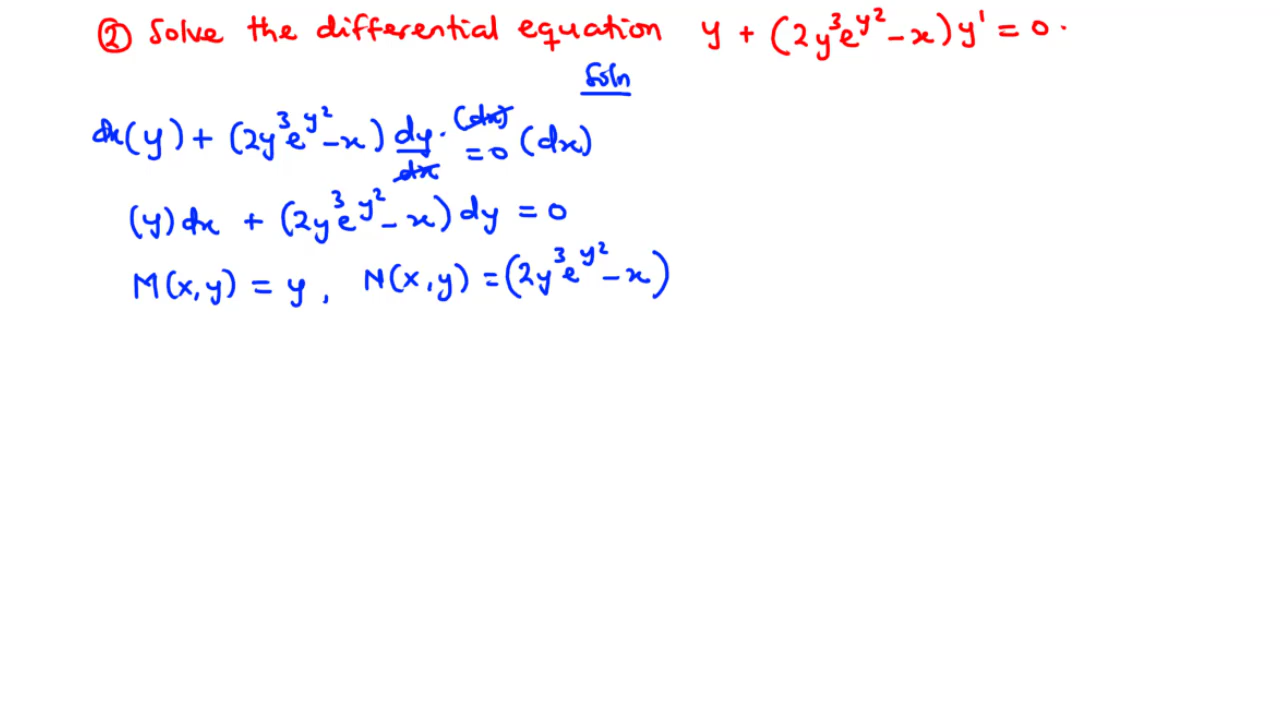 ② Solve the differential equation y + (2y³e^{y²} - x)y' = 0.
Soln
dx(y) + (2y³e^{y²} - x) dy/dx · (dx) = 0 (dx)
(y)dx + (2y³e^{y²} - x) dy = 0
M(x,y) = y, N(x,y) = (2y³e^{y²} - x)